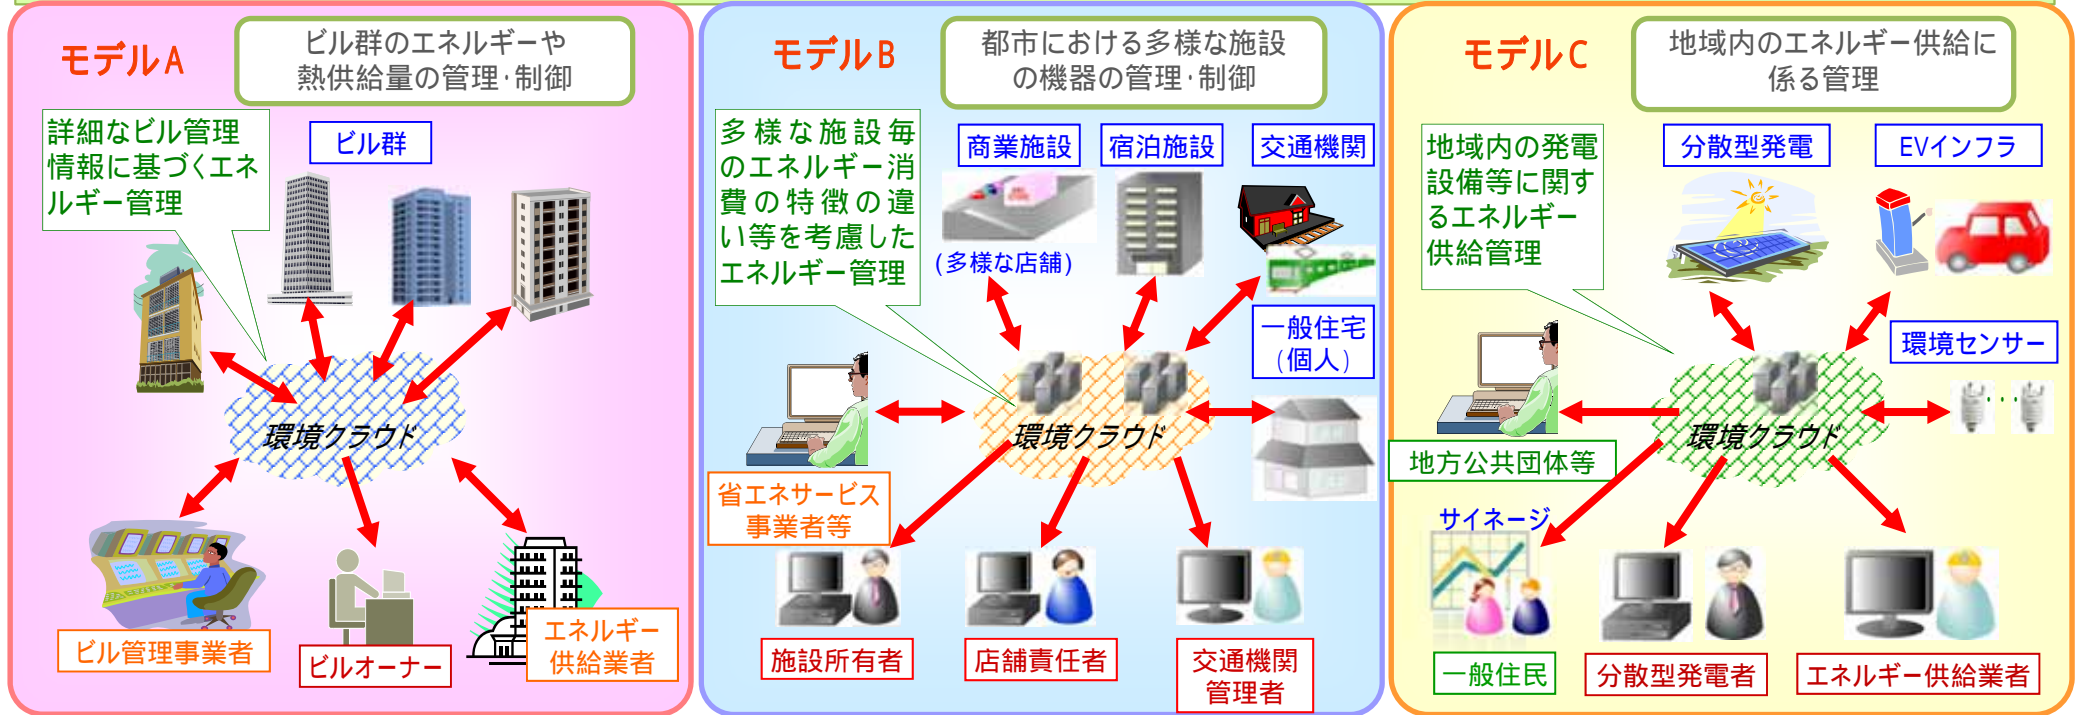 モデルA
ビル群のエネルギーや
熱供給量の管理・制御
詳細なビル管理
情報に基づくエネ
ルギー管理
ビル群
環境クラウド
ビル管理事業者
ビルオーナー
エネルギー
供給業者
モデルB
都市における多様な施設
の機器の管理・制御
多様な施設毎
のエネルギー消
費の特徴の違
い等を考慮した
エネルギー管理
商業施設
宿泊施設
交通機関
(多様な店舗)
一般住宅
(個人)
環境クラウド
省エネサービス
事業者等
施設所有者
店舗責任者
交通機関
管理者
モデルC
地域内のエネルギー供給に
係る管理
地域内の発電
設備等に関す
るエネルギー
供給管理
分散型発電
EVインフラ
環境センサー
・・
環境クラウド
地方公共団体等
サイネージ
一般住民
分散型発電者
エネルギー供給業者